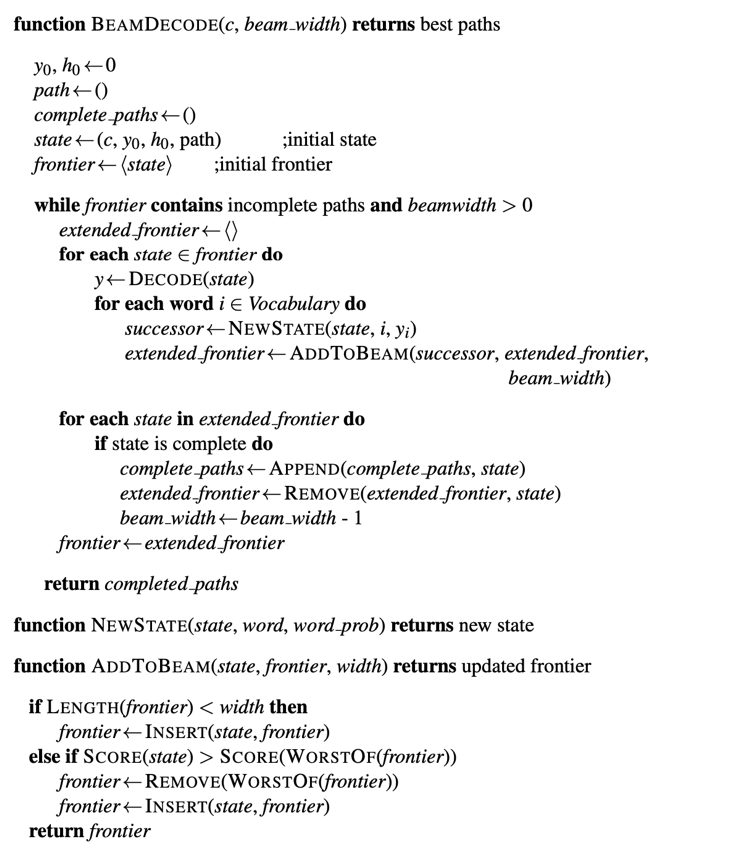 function BEAMDECODE(c, beam_width) returns best paths
y0, h0 ← 0
path ← ()
complete_paths ← ()
state ← (c, y0, h0, path) ;initial state
frontier ← ⟨state⟩ ;initial frontier
while frontier contains incomplete paths and beamwidth > 0
extended_frontier ← ⟨⟩
for each state ∈ frontier do
y ← DECODE(state)
for each word i ∈ Vocabulary do
successor ← NEWSTATE(state, i, yi)
extended_frontier ← ADDTOBEAM(successor, extended_frontier,
beam_width)
for each state in extended_frontier do
if state is complete do
complete_paths ← APPEND(complete_paths, state)
extended_frontier ← REMOVE(extended_frontier, state)
beam_width ← beam_width - 1
frontier ← extended_frontier
return completed_paths
function NEWSTATE(state, word, word_prob) returns new state
function ADDTOBEAM(state, frontier, width) returns updated frontier
if LENGTH(frontier) < width then
frontier ← INSERT(state, frontier)
else if SCORE(state) > SCORE(WORSTOF(frontier))
frontier ← REMOVE(WORSTOF(frontier))
frontier ← INSERT(state, frontier)
return frontier